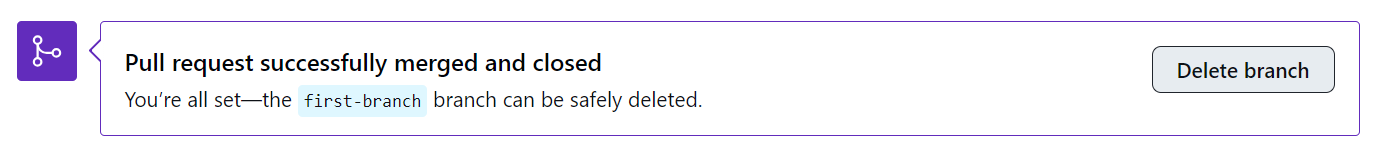 Pull request successfully merged and closed
You’re all set—the first-branch branch can be safely deleted.
Delete branch